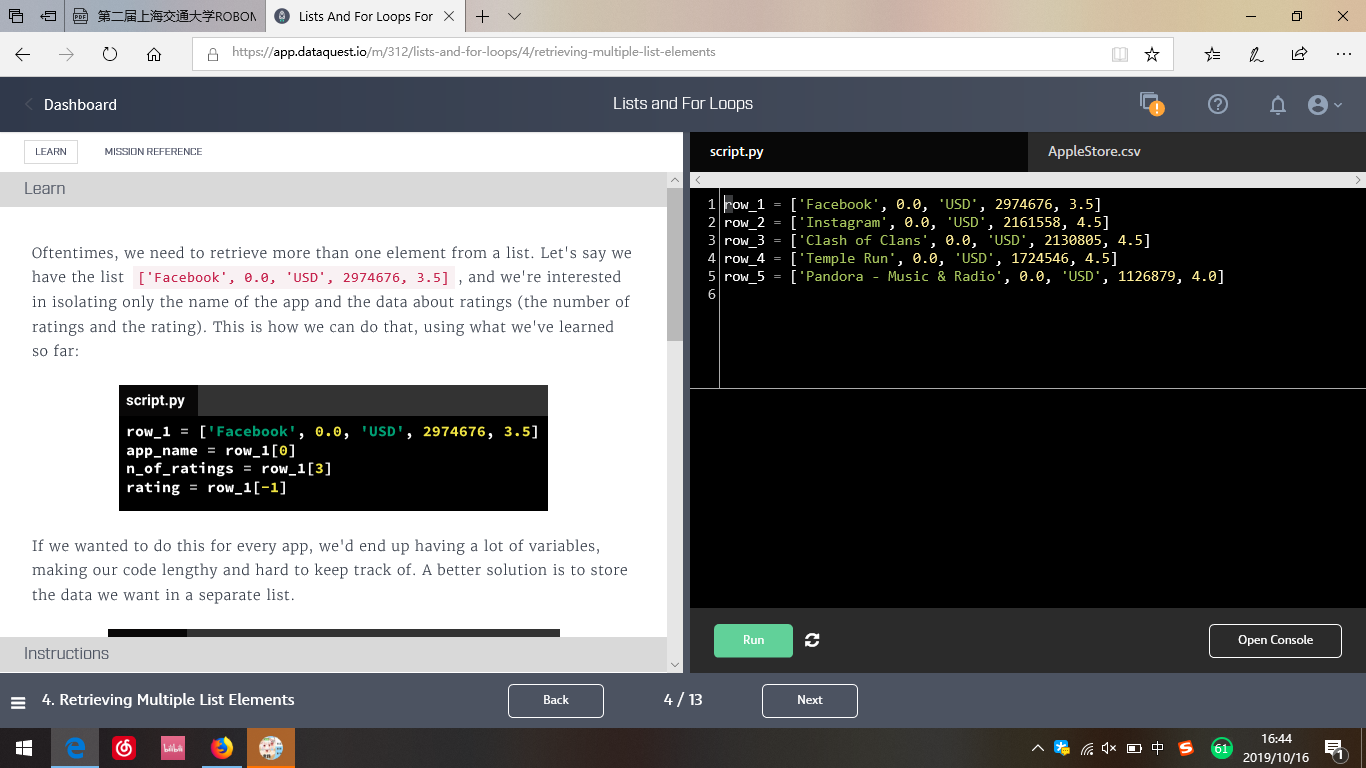 第二届上海交通大学ROBOM
Lists And For Loops For
https://app.dataquest.io/m/312/lists-and-for-loops/4/retrieving-multiple-list-elements
Dashboard
Lists and For Loops
LEARN
MISSION REFERENCE
Learn
Oftentimes, we need to retrieve more than one element from a list. Let's say we
have the list ['Facebook', 0.0, 'USD', 2974676, 3.5] , and we're interested
in isolating only the name of the app and the data about ratings (the number of
ratings and the rating). This is how we can do that, using what we've learned
so far:
script.py
row_1 = ['Facebook', 0.0, 'USD', 2974676, 3.5]
app_name = row_1[0]
n_of_ratings = row_1[3]
rating = row_1[-1]
If we wanted to do this for every app, we'd end up having a lot of variables,
making our code lengthy and hard to keep track of. A better solution is to store
the data we want in a separate list.
Instructions
script.py
AppleStore.csv
1 row_1 = ['Facebook', 0.0, 'USD', 2974676, 3.5]
2 row_2 = ['Instagram', 0.0, 'USD', 2161558, 4.5]
3 row_3 = ['Clash of Clans', 0.0, 'USD', 2130805, 4.5]
4 row_4 = ['Temple Run', 0.0, 'USD', 1724546, 4.5]
5 row_5 = ['Pandora - Music & Radio', 0.0, 'USD', 1126879, 4.0]
6
Run
Open Console
4. Retrieving Multiple List Elements
Back
4 / 13
Next
bilibili
中
61
16:44
2019/10/16
1